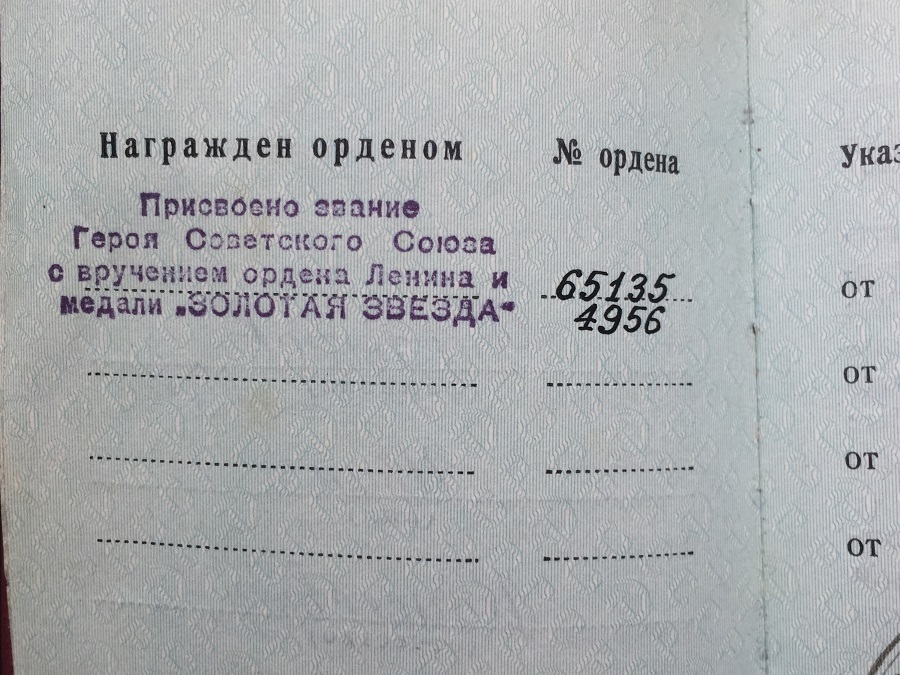 Награжден орденом № ордена Указ
Присвоено звание
Героя Советского Союза
с вручением ордена Ленина и 65135 от
медали „ЗОЛОТАЯ ЗВЕЗДА“ 4956
от
от
от